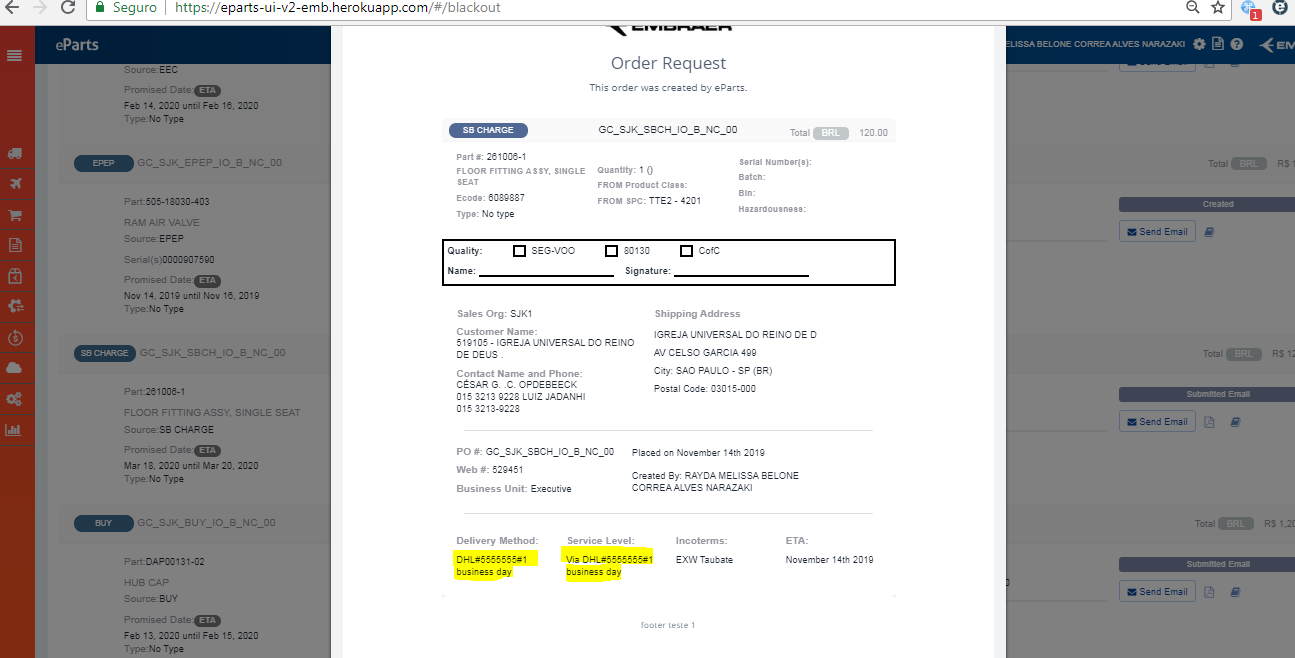 Seguro https://eparts-ui-v2-emb.herokuapp.com/#/blackout
1
eParts
ELISSA BELONE CORREA ALVES NARAZAKI
EM
Source:EEC
Promised Date: ETA
Feb 14, 2020 until Feb 16, 2020
Type:No Type
EPEP GC_SJK_EPEP_IO_B_NC_00
Part:505-18030-403
RAM AIR VALVE
Source:EPEP
Serial(s)0000907590
Promised Date: ETA
Nov 14, 2019 until Nov 16, 2019
Type:No Type
SB CHARGE GC_SJK_SBCH_IO_B_NC_00
Part:261006-1
FLOOR FITTING ASSY, SINGLE SEAT
Source:SB CHARGE
Promised Date: ETA
Mar 18, 2020 until Mar 20, 2020
Type:No Type
BUY GC_SJK_BUY_IO_B_NC_00
Part:DAP00131-02
HUB CAP
Source:BUY
Promised Date: ETA
Feb 13, 2020 until Feb 15, 2020
Type:No Type
EMBRAER
Order Request
This order was created by eParts.
SB CHARGE GC_SJK_SBCH_IO_B_NC_00 Total BRL 120.00
Part #: 261006-1
FLOOR FITTING ASSY, SINGLE
SEAT
Ecode: 6089887
Type: No type
Quantity: 1 ()
FROM Product Class:
FROM SPC: TTE2 - 4201
Serial Number(s):
Batch:
Bin:
Hazardousness:
Quality: SEG-VOO 80130 CofC
Name: Signature:
Sales Org: SJK1
Customer Name:
519105 - IGREJA UNIVERSAL DO REINO
DE DEUS .
Contact Name and Phone:
CÉSAR G. .C. OPDEBEECK
015 3213 9228 LUIZ JADANHI
015 3213-9228
Shipping Address
IGREJA UNIVERSAL DO REINO DE D
AV CELSO GARCIA 499
City: SAO PAULO - SP (BR)
Postal Code: 03015-000
PO #: GC_SJK_SBCH_IO_B_NC_00
Web #: 529451
Business Unit: Executive
Placed on November 14th 2019
Created By: RAYDA MELISSA BELONE
CORREA ALVES NARAZAKI
Delivery Method:
DHL#5555555#1
business day
Service Level:
Via DHL#5555555#1
business day
Incoterms:
EXW Taubate
ETA:
November 14th 2019
footer teste 1
Send Email
Total BRL R$ 1
Created
Send Email
Total BRL R$ 12
Submitted Email
Send Email
Total BRL R$ 1,20
Submitted Email
0
Send Email